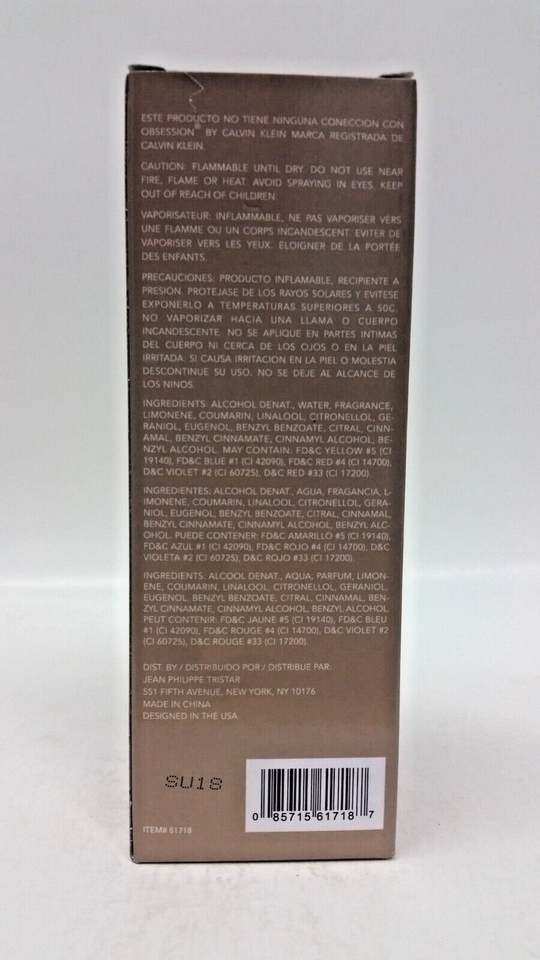 ESTE PRODUCTO NO TIENE NINGUNA CONECCION CON
OBSESSION® BY CALVIN KLEIN MARCA REGISTRADA DE
CALVIN KLEIN.
CAUTION: FLAMMABLE UNTIL DRY. DO NOT USE NEAR
FIRE, FLAME OR HEAT. AVOID SPRAYING IN EYES. KEEP
OUT OF REACH OF CHILDREN.
VAPORISATEUR: INFLAMMABLE, NE PAS VAPORISER VERS
UNE FLAMME OU UN CORPS INCANDESCENT. EVITER DE
VAPORISER VERS LES YEUX. ELOIGNER DE LA PORTÉE
DES ENFANTS.
PRECAUCIONES: PRODUCTO INFLAMABLE, RECIPIENTE A
PRESION. PROTEJASE DE LOS RAYOS SOLARES Y EVITESE
EXPONERLO A TEMPERATURAS SUPERIORES A 50C.
NO VAPORIZAR HACIA UNA LLAMA O CUERPO
INCANDESCENTE. NO SE APLIQUE EN PARTES INTIMAS
DEL CUERPO NI CERCA DE LOS OJOS O EN LA PIEL
IRRITADA. SI CAUSA IRRITACION EN LA PIEL O MOLESTIA
DESCONTINUE SU USO. NO SE DEJE AL ALCANCE DE
LOS NINOS.
INGREDIENTS: ALCOHOL DENAT., WATER, FRAGRANCE,
LIMONENE, COUMARIN, LINALOOL, CITRONELLOL, GE-
RANIOL, EUGENOL, BENZYL BENZOATE, CITRAL, CINN-
AMAL, BENZYL CINNAMATE, CINNAMYL ALCOHOL, BE-
NZYL ALCOHOL. MAY CONTAIN: FD&C YELLOW #5 (CI
19140), FD&C BLUE #1 (CI 42090), FD&C RED #4 (CI 14700),
D&C VIOLET #2 (CI 60725). D&C RED #33 (CI 17200).
INGREDIENTES: ALCOHOL DENAT., AGUA, FRAGANCIA, L-
IMONENE, COUMARIN, LINALOOL, CITRONELLOL, GERA-
NIOL, EUGENOL, BENZYL BENZOATE, CITRAL, CINNAMAL,
BENZYL CINNAMATE, CINNAMYL ALCOHOL, BENZYL ALC-
OHOL. PUEDE CONTENER: FD&C AMARILLO #5 (CI 19140),
FD&C AZUL #1 (CI 42090), FD&C ROJO #4 (CI 14700), D&C
VIOLETA #2 (CI 60725), D&C ROJO #33 (CI 17200).
INGREDIENTS: ALCOOL DENAT., AQUA, PARFUM, LIMON-
ENE, COUMARIN, LINALOOL, CITRONELLOL, GERANIOL,
EUGENOL, BENZYL BENZOATE, CITRAL, CINNAMAL, BEN-
ZYL CINNAMATE, CINNAMYL ALCOHOL, BENZYL ALCOHOL.
PEUT CONTENIR: FD&C JAUNE #5 (CI 19140), FD&C BLEU
#1 (CI 42090), FD&C ROUGE #4 (CI 14700), D&C VIOLET #2
(CI 60725), D&C ROUGE #33 (CI 17200).
DIST. BY / DISTRIBUIDO POR / DISTRIBUE PAR:
JEAN PHILIPPE TRISTAR
551 FIFTH AVENUE, NEW YORK, NY 10176
MADE IN CHINA
DESIGNED IN THE USA
SU18
0 85715 61718 7
ITEM# 61718